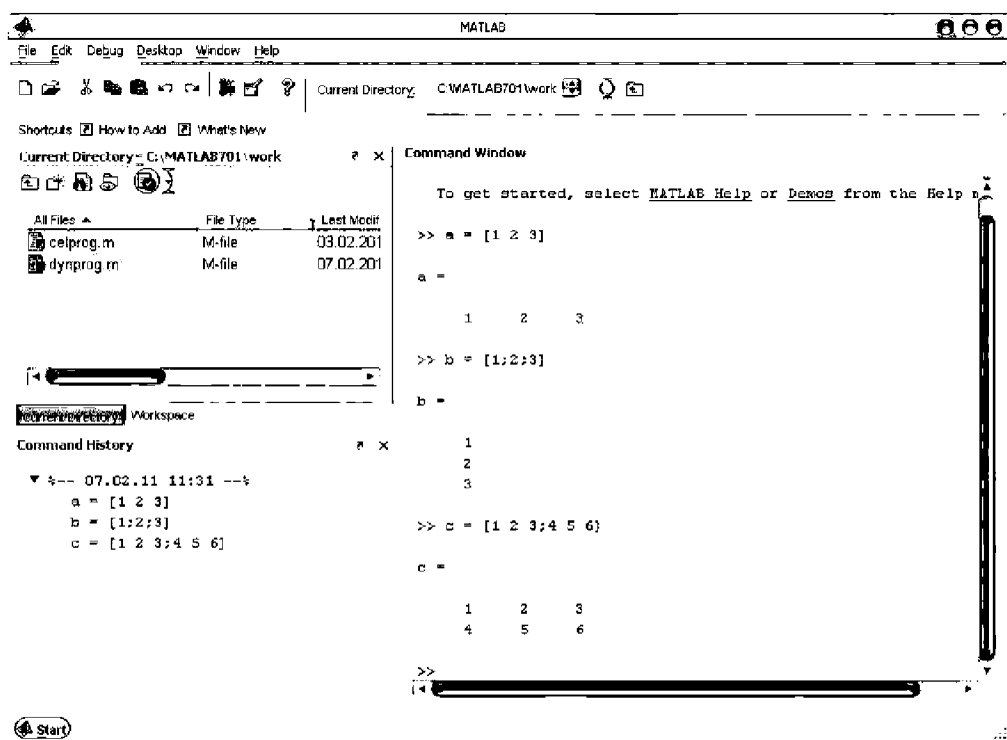 MATLAB
File Edit Debug Desktop Window Help
Current Directory: C:\MATLAB701\work
Shortcuts How to Add What's New
Current Directory - C:\MATLAB701\work
All Files File Type Last Modif
celprog.m M-file 03.02.201
dynprog.m M-file 07.02.201
Current Directory Workspace
Command History
%-- 07.02.11 11:31 --%
a = [1 2 3]
b = [1;2;3]
c = [1 2 3;4 5 6]
Command Window
To get started, select MATLAB Help or Demos from the Help
>> a = [1 2 3]
a =
1 2 3
>> b = [1;2;3]
b =
1
2
3
>> c = [1 2 3;4 5 6]
c =
1 2 3
4 5 6
>>
Start